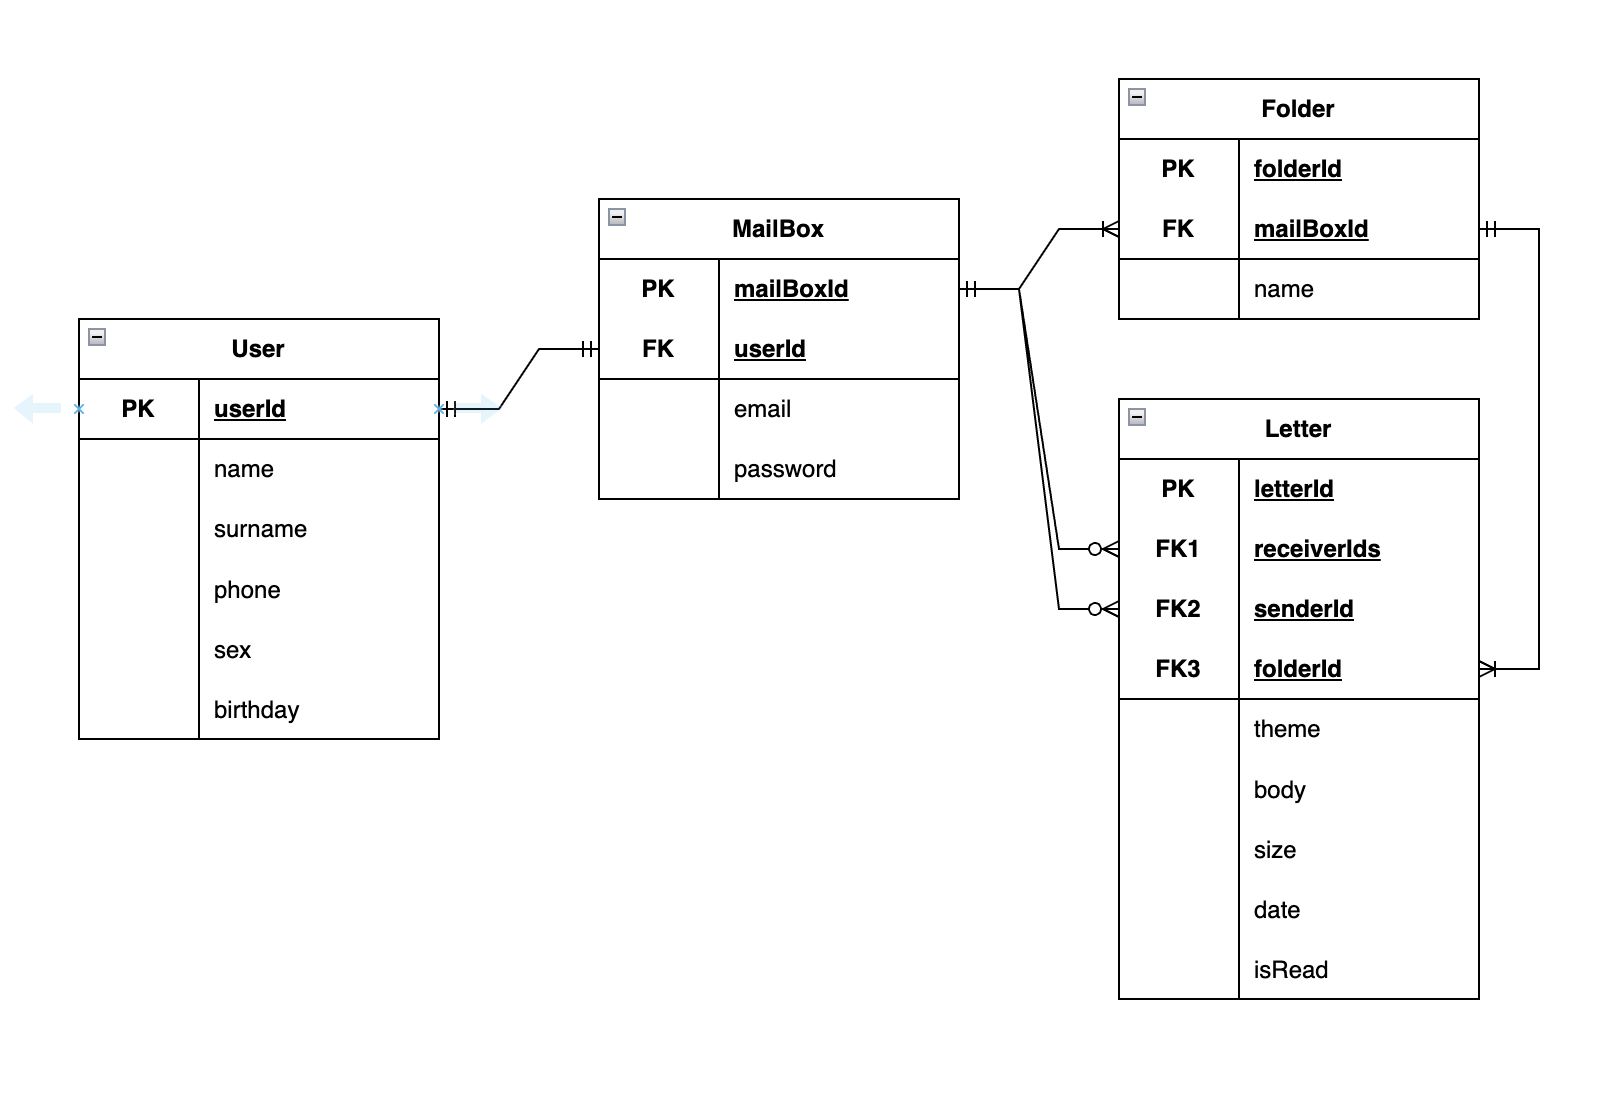 User
PK userId
name
surname
phone
sex
birthday
MailBox
PK mailBoxId
FK userId
email
password
Folder
PK folderId
FK mailBoxId
name
Letter
PK letterId
FK1 receiverIds
FK2 senderId
FK3 folderId
theme
body
size
date
isRead